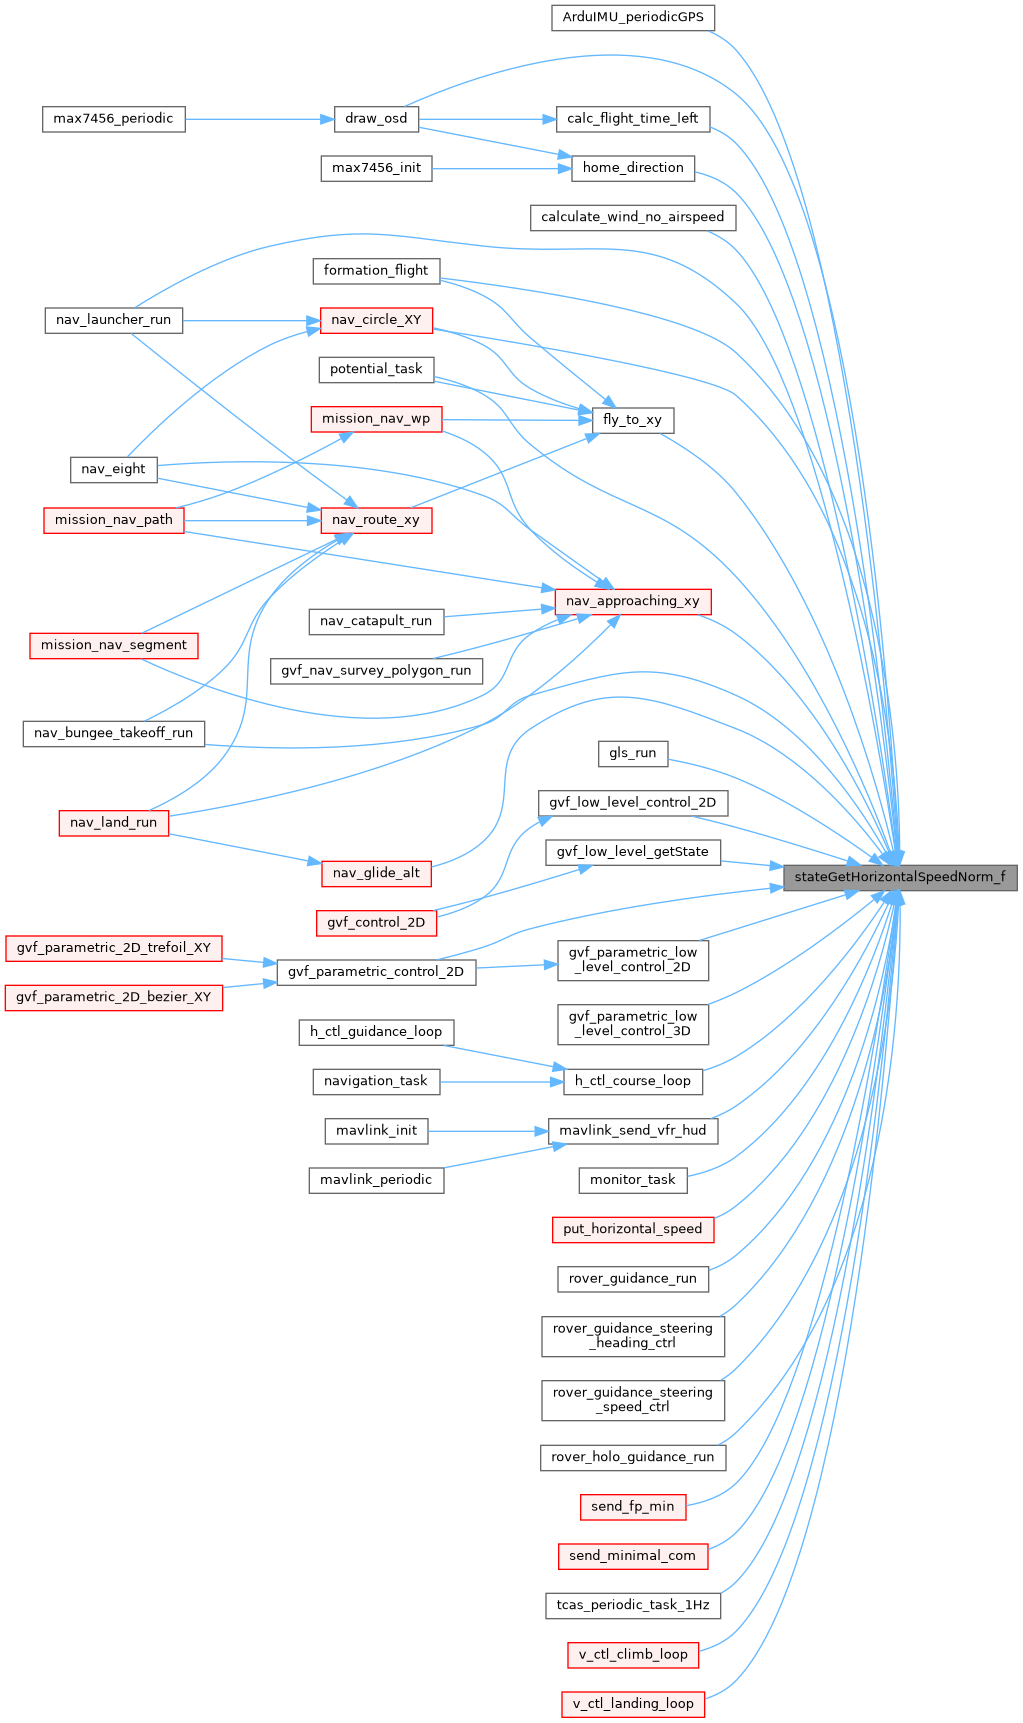 ArduIMU_periodicGPS
max7456_periodic
draw_osd
calc_flight_time_left
max7456_init
home_direction
calculate_wind_no_airspeed
formation_flight
nav_launcher_run
nav_circle_XY
potential_task
mission_nav_wp
fly_to_xy
nav_eight
mission_nav_path
nav_route_xy
nav_approaching_xy
nav_catapult_run
mission_nav_segment
gvf_nav_survey_polygon_run
nav_bungee_takeoff_run
gls_run
gvf_low_level_control_2D
nav_land_run
gvf_low_level_getState
nav_glide_alt
stateGetHorizontalSpeedNorm_f
gvf_control_2D
gvf_parametric_2D_trefoil_XY
gvf_parametric_control_2D
gvf_parametric_low
_level_control_2D
gvf_parametric_2D_bezier_XY
gvf_parametric_low
_level_control_3D
h_ctl_guidance_loop
navigation_task
h_ctl_course_loop
mavlink_init
mavlink_send_vfr_hud
mavlink_periodic
monitor_task
put_horizontal_speed
rover_guidance_run
rover_guidance_steering
_heading_ctrl
rover_guidance_steering
_speed_ctrl
rover_holo_guidance_run
send_fp_min
send_minimal_com
tcas_periodic_task_1Hz
v_ctl_climb_loop
v_ctl_landing_loop